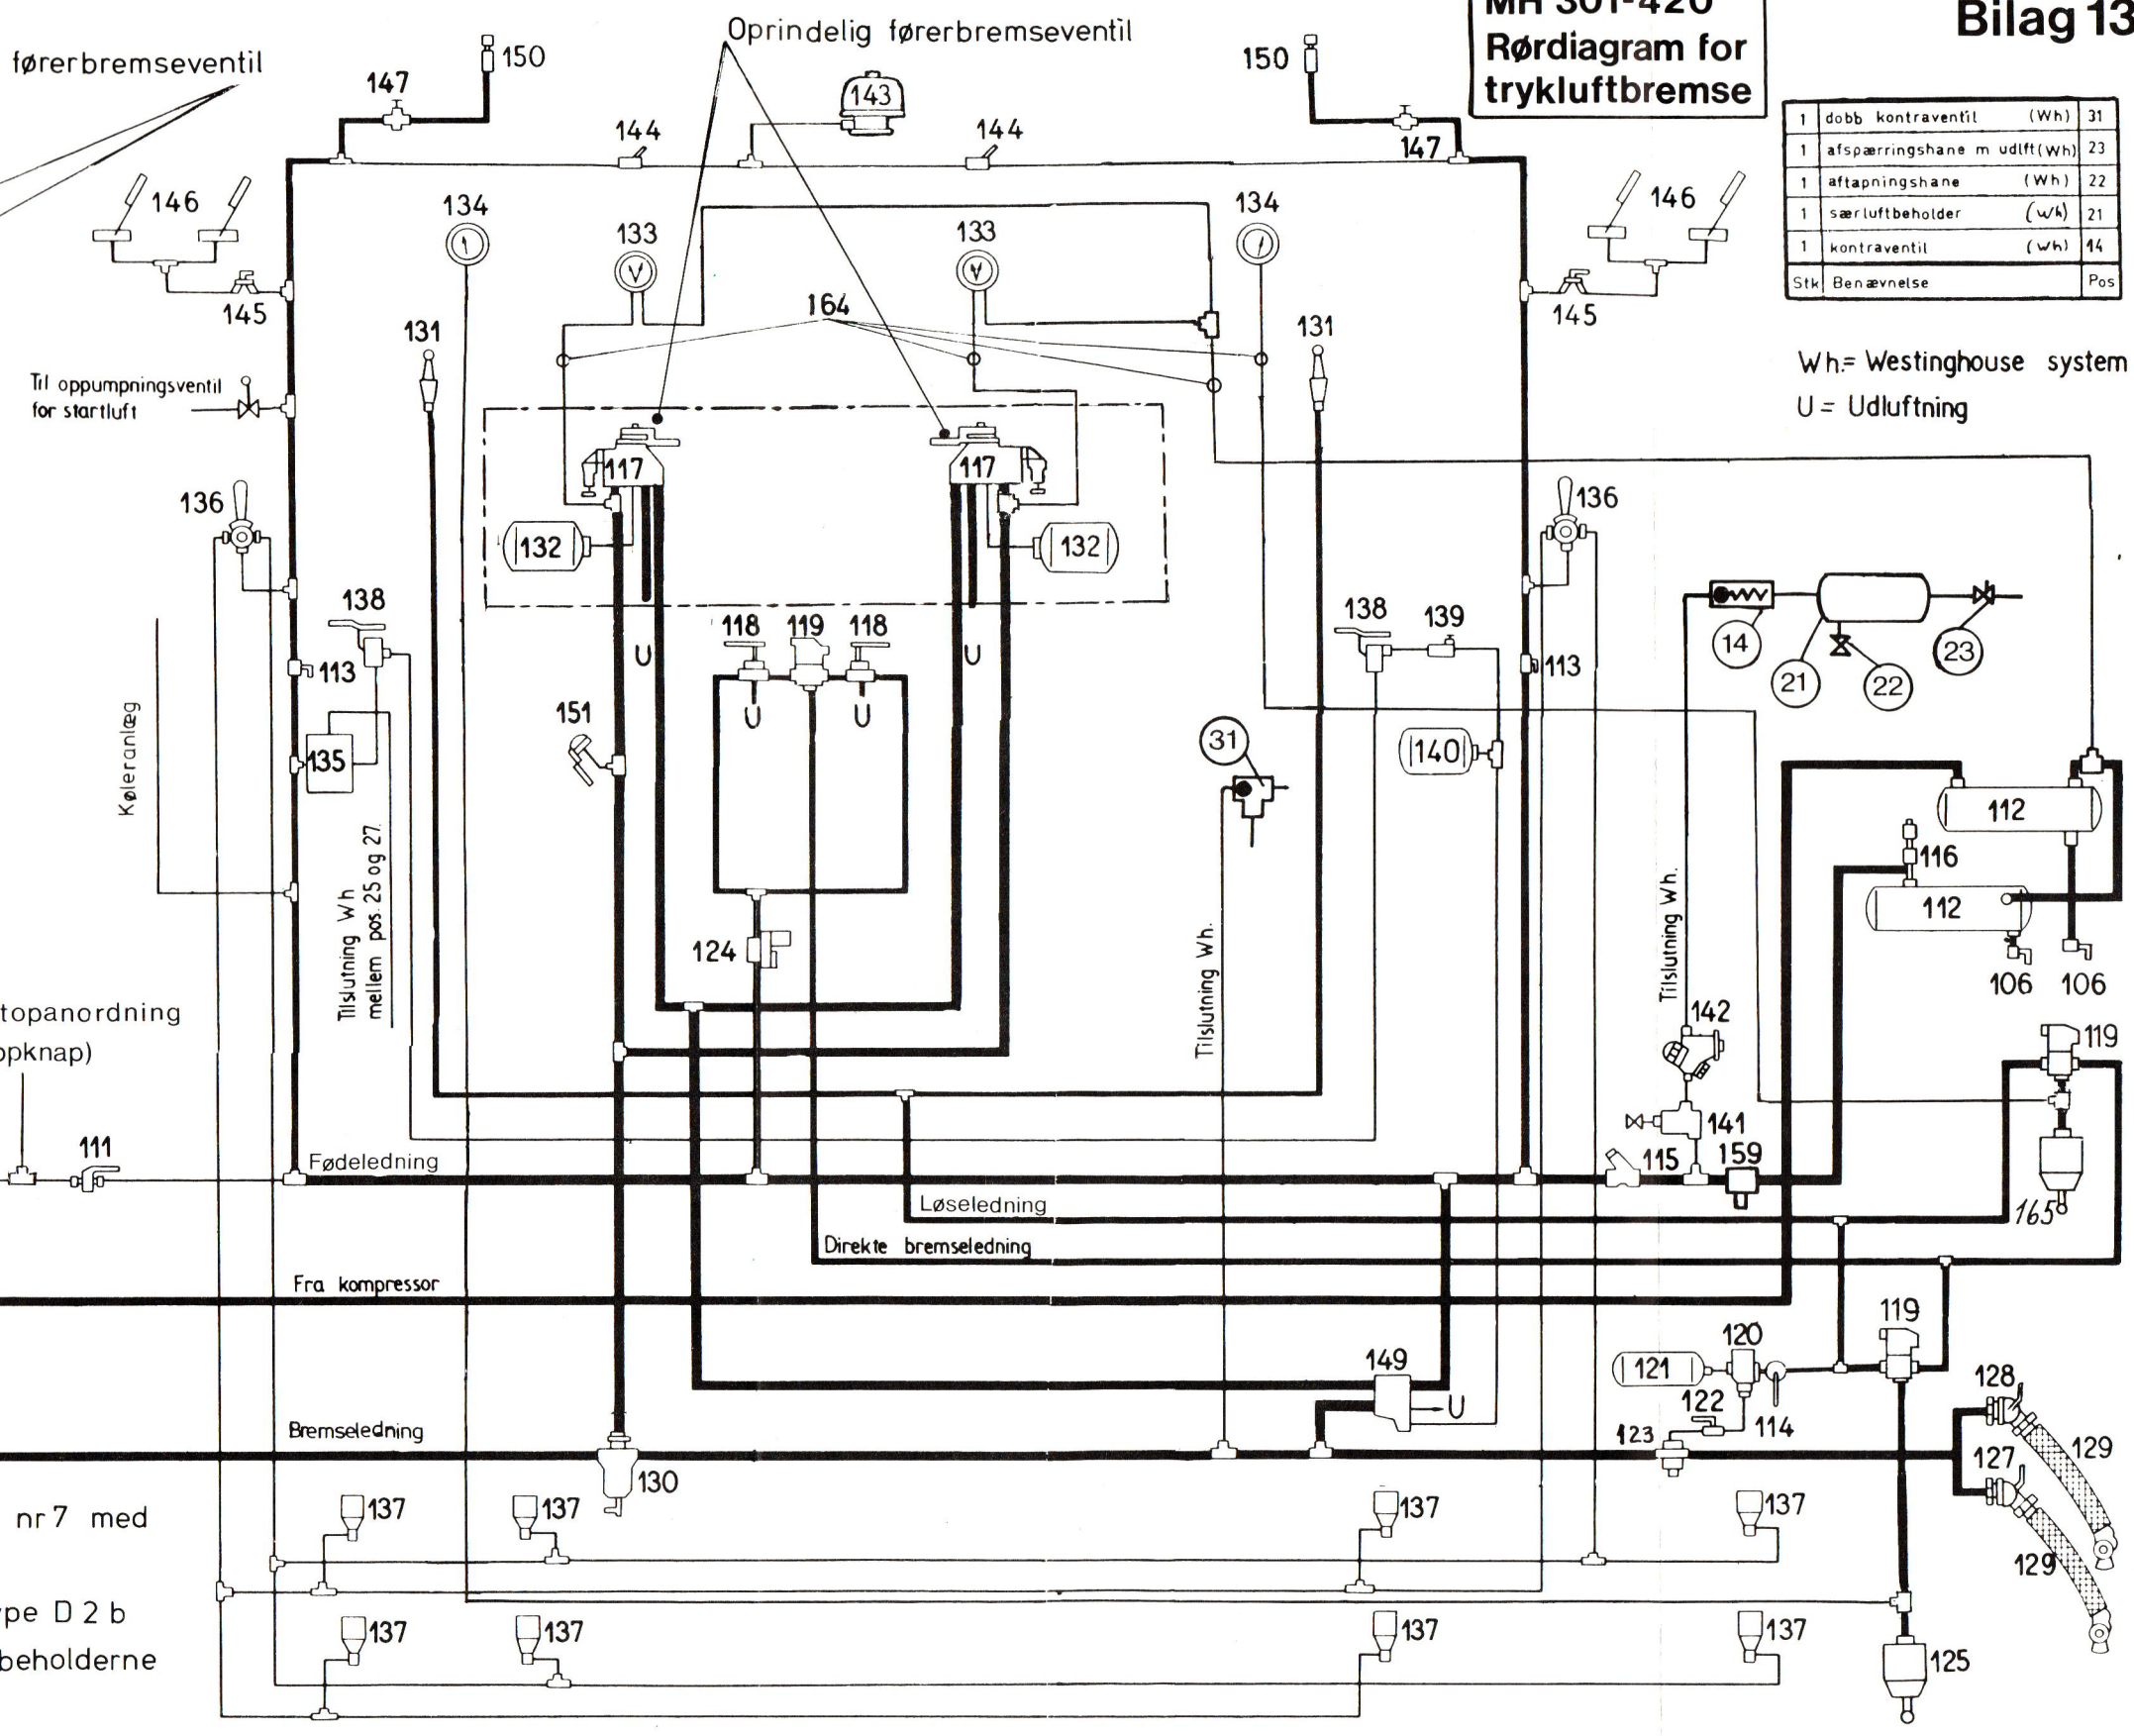 MH 301-420
Rørdiagram for
trykluftbremse
Bilag 13
førerbremseventil
Oprindelig førerbremseventil
150
147
143
144
144
150
147
1 dobb kontraventil (Wh) 31
1 afspærringshane m udlft (Wh) 23
1 aftapningshane (Wh) 22
1 særluftbeholder (Wh) 21
1 kontraventil (Wh) 14
Stk Benævnelse Pos
Wh.= Westinghouse system
U = Udluftning
146
134
133
133
134
146
145
164
145
131
131
Til oppumpningsventil
for startluft
117
117
136
136
132
132
138
118
119
118
138
139
14
23
113
U
U
113
21
22
Køleranlæg
151
U
U
31
140
135
112
116
112
Tilslutning Wh
mellem pos. 25 og 27.
124
Tilslutning Wh.
Tilslutning Wh.
106
106
topanordning
ppknap)
142
119
111
141
Fødeledning
115
159
Løseledning
165
Direkte bremseledning
Fra kompressor
119
120
149
121
128
122
U
114
Bremseledning
123
127
129
130
137
137
137
137
nr 7 med
129
ype D 2 b
137
137
137
137
beholderne
125